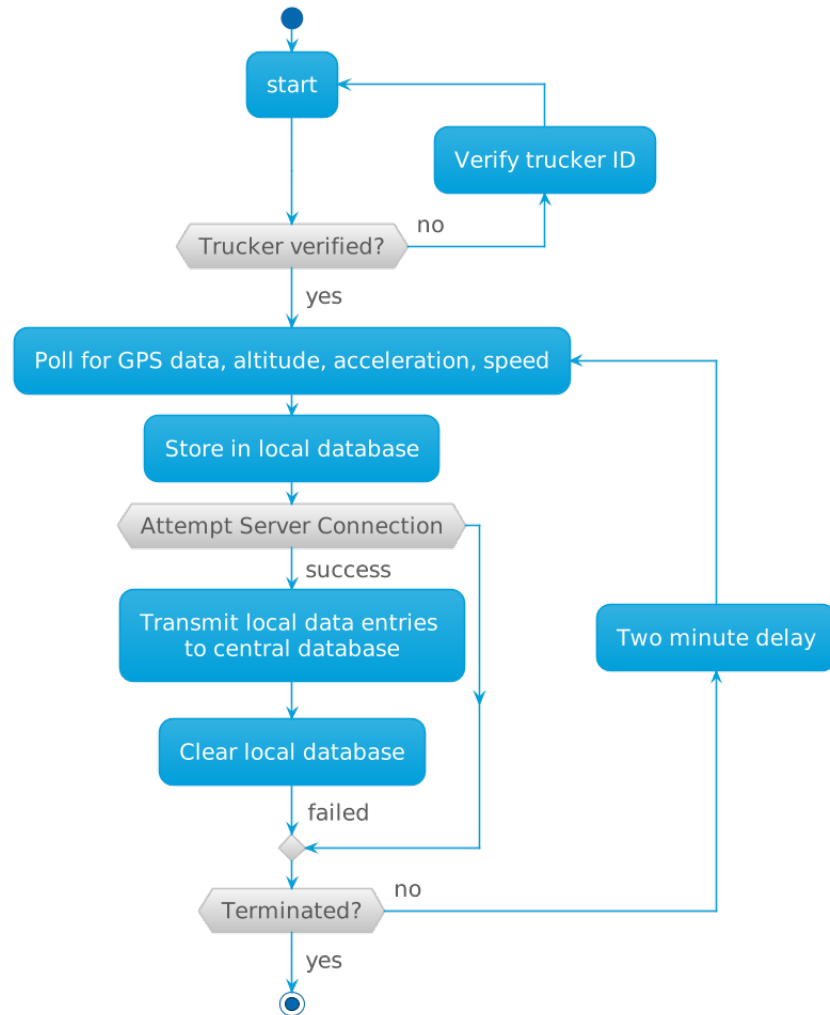 start
Verify trucker ID
no
Trucker verified?
yes
Poll for GPS data, altitude, acceleration, speed
Store in local database
Attempt Server Connection
success
Transmit local data entries
to central database
Two minute delay
Clear local database
failed
no
Terminated?
yes